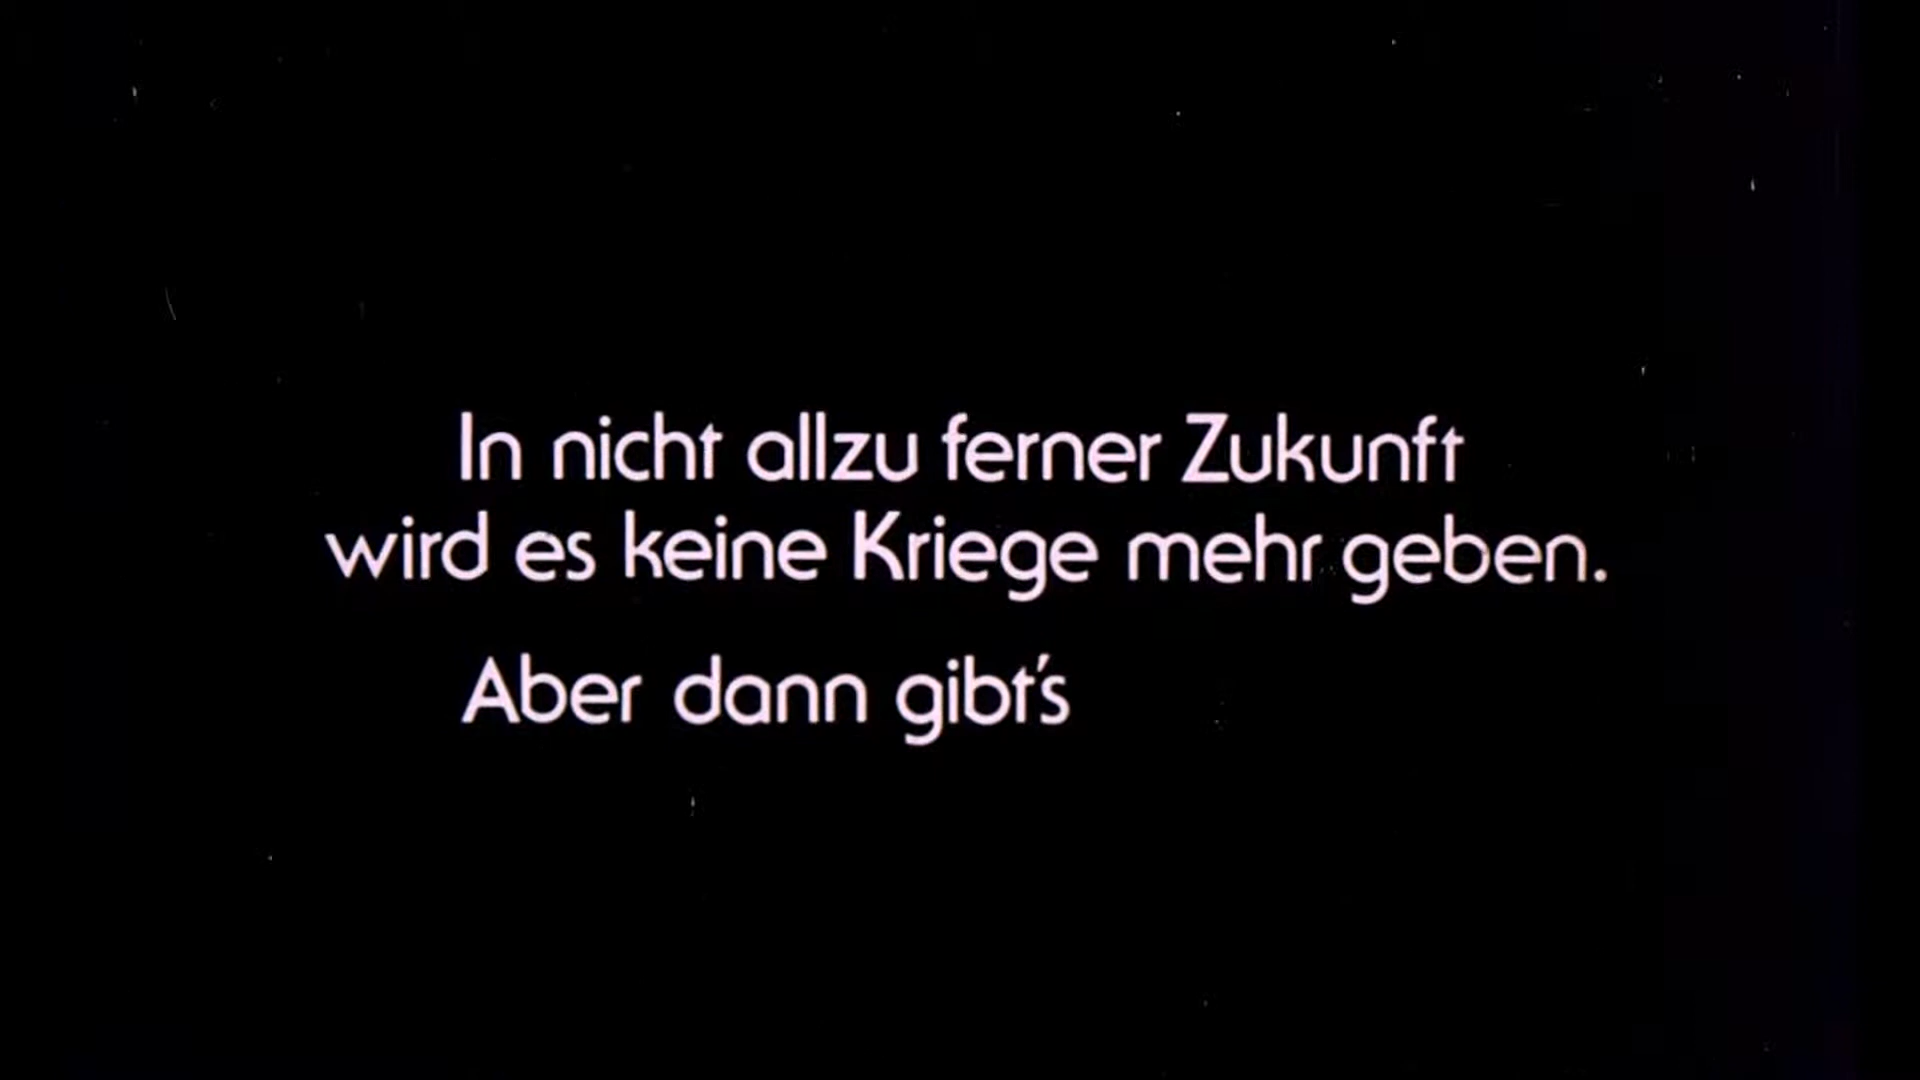 In nicht allzu ferner Zukunft
wird es keine Kriege mehr geben.
Aber dann gibt's